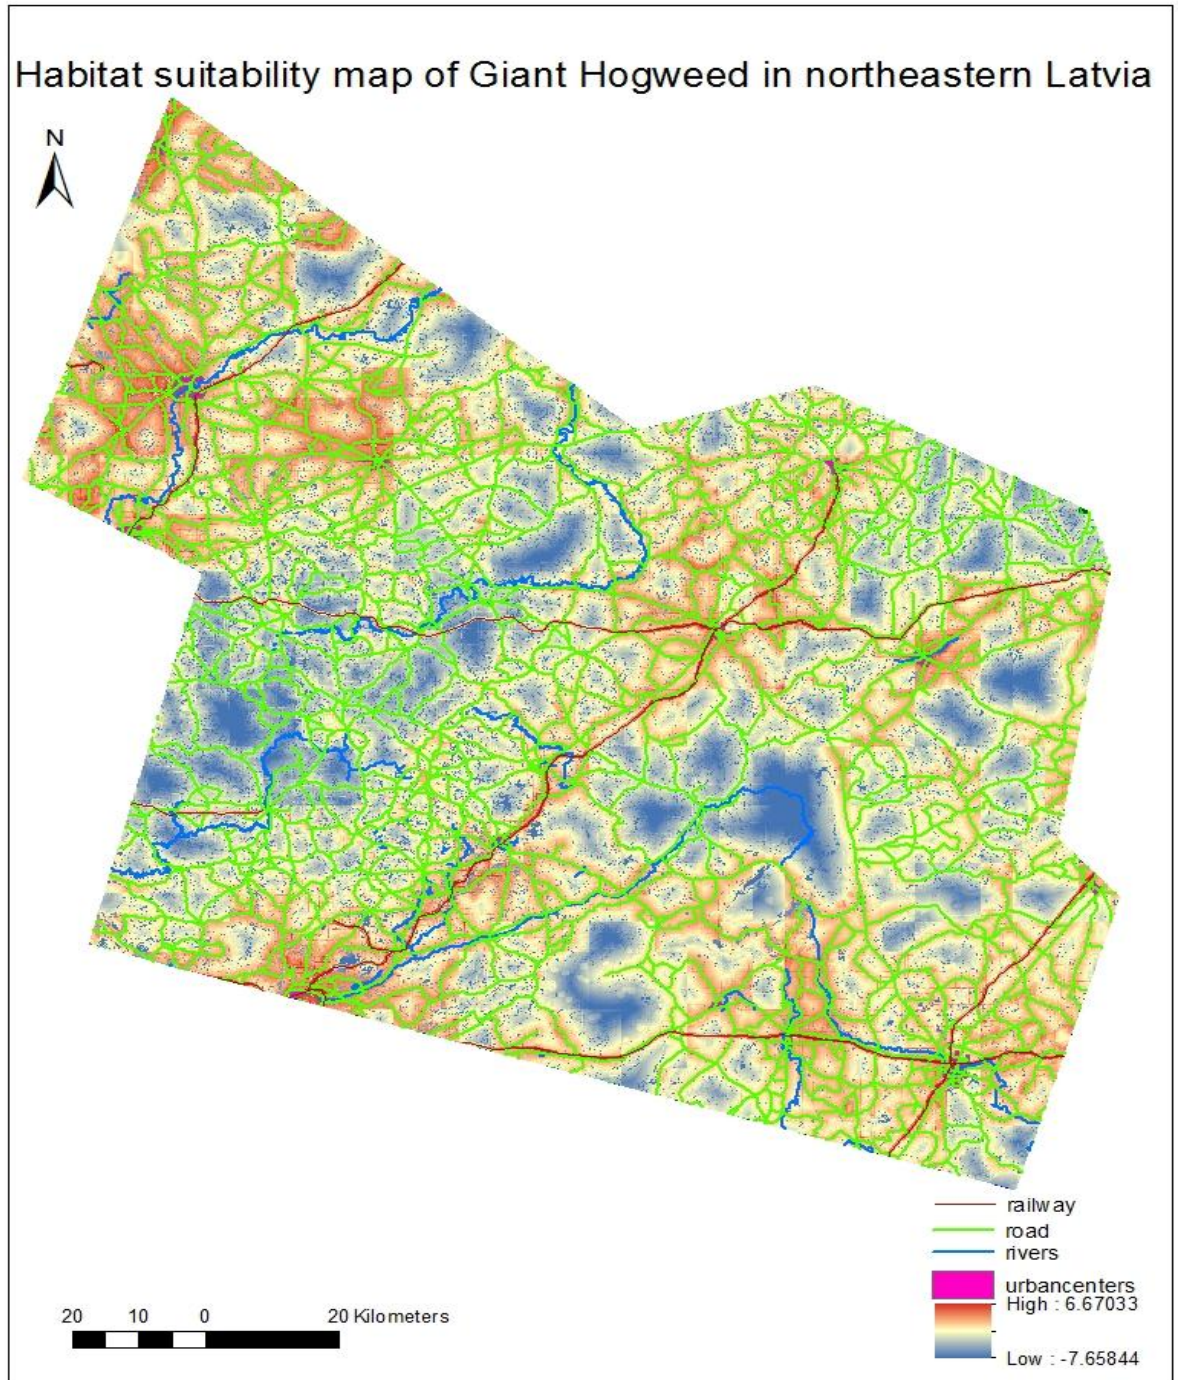 Habitat suitability map of Giant Hogweed in northeastern Latvia
N
railway
road
rivers
urbancenters
High : 6.67033
Low : -7.65844
20 10 0 20 Kilometers